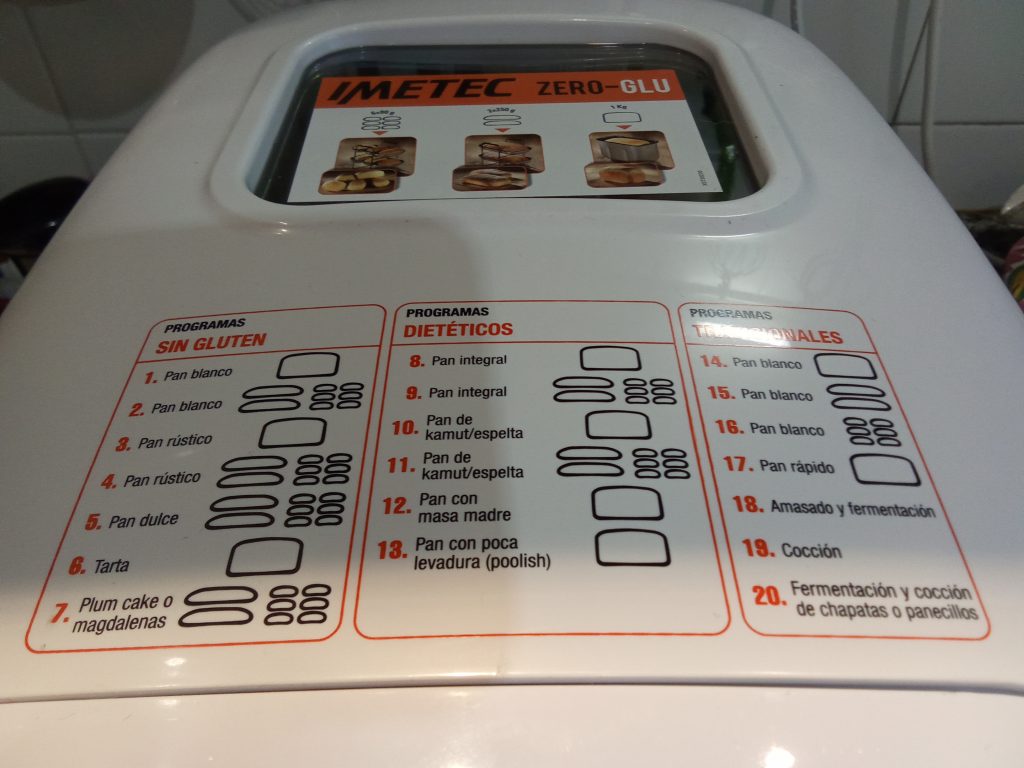 IMETEC ZERO-GLU
1 Kg
PROGRAMAS
SIN GLUTEN
1. Pan blanco
2. Pan blanco
3. Pan rústico
4. Pan rústico
5. Pan dulce
6. Tarta
7. Plum cake o
magdalenas
PROGRAMAS
DIETÉTICOS
8. Pan integral
9. Pan integral
10. Pan de
kamut/espelta
11. Pan de
kamut/espelta
12. Pan con
masa madre
13. Pan con poca
levadura (poolish)
PROGRAMAS
TRADICIONALES
14. Pan blanco
15. Pan blanco
16. Pan blanco
17. Pan rápido
18. Amasado y fermentación
19. Cocción
20. Fermentación y cocción
de chapatas o panecillos